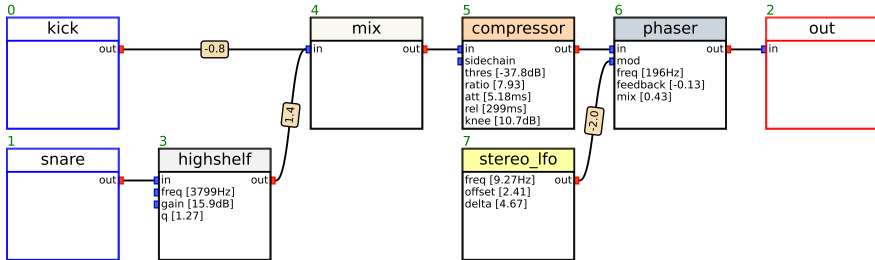 0
kick
out
-0.8
4
mix
in out
5
compressor
in out
sidechain
thres [-37.8dB]
ratio [7.93]
att [5.18ms]
rel [299ms]
knee [10.7dB]
6
phaser
in out
mod
freq [196Hz]
feedback [-0.13]
mix [0.43]
2
out
in
1
snare
out
3
highshelf
in out
freq [3799Hz]
gain [15.9dB]
q [1.27]
1.4
7
stereo_lfo
freq [9.27Hz] out
offset [2.41]
delta [4.67]
-2.0